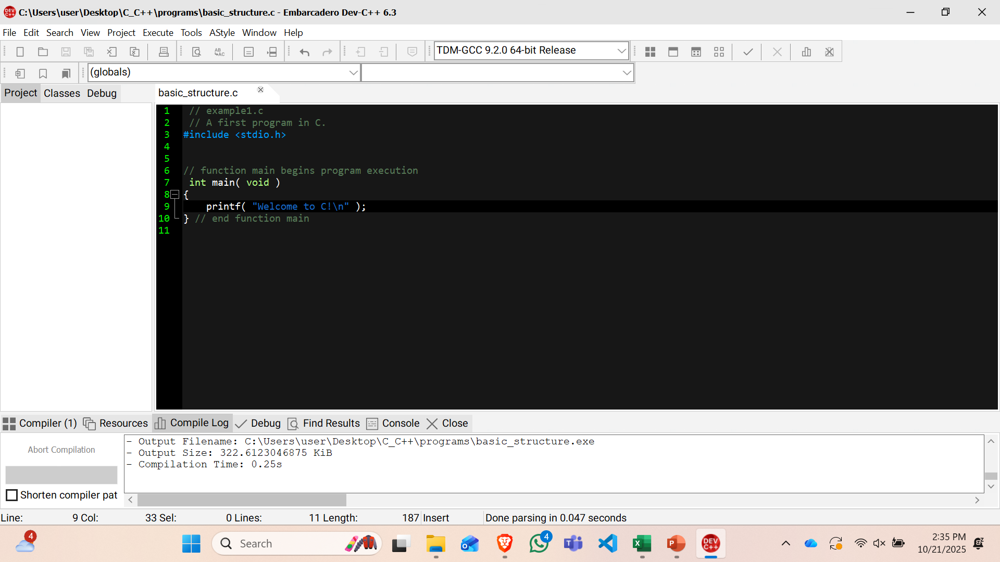 C:\Users\user\Desktop\C_C++\programs\basic_structure.c - Embarcadero Dev-C++ 6.3
File Edit Search View Project Execute Tools AStyle Window Help
TDM-GCC 9.2.0 64-bit Release
(globals)
Project Classes Debug
basic_structure.c
1 // example1.c
2 // A first program in C.
3 #include <stdio.h>
4
5
6 // function main begins program execution
7 int main( void )
8 {
9 printf( "Welcome to C!\n" );
10 } // end function main
11
Compiler (1) Resources Compile Log Debug Find Results Console Close
Abort Compilation
Shorten compiler pat
- Output Filename: C:\Users\user\Desktop\C_C++\programs\basic_structure.exe
- Output Size: 322.6123046875 KiB
- Compilation Time: 0.25s
Line: 9 Col: 33 Sel: 0 Lines: 11 Length: 187 Insert Done parsing in 0.047 seconds
4
Search
4
DEV C++
2:35 PM
10/21/2025